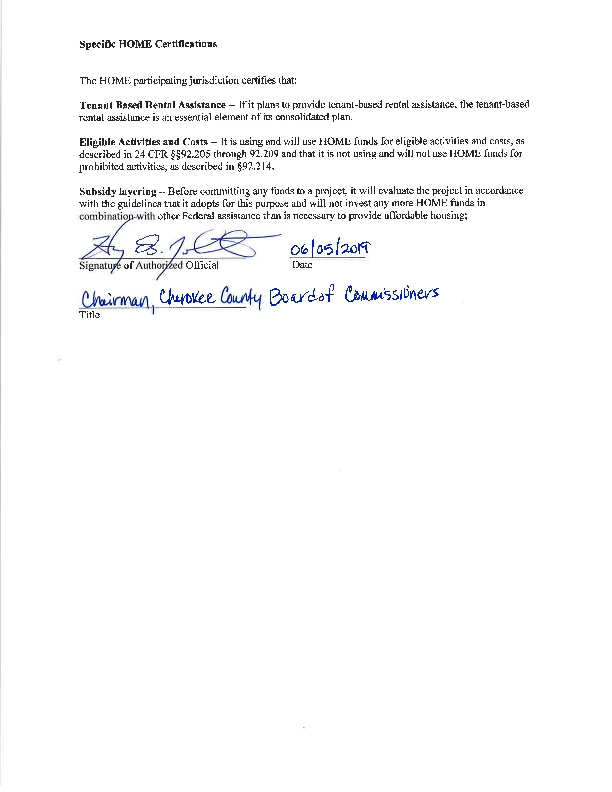 Specific HOME Certifications
The HOME participating jurisdiction certifies that:
Tenant Based Rental Assistance -- If it plans to provide tenant-based rental assistance, the tenant-based
rental assistance is an essential element of its consolidated plan.
Eligible Activities and Costs -- It is using and will use HOME funds for eligible activities and costs, as
described in 24 CFR §§92.205 through 92.209 and that it is not using and will not use HOME funds for
prohibited activities, as described in §92.214.
Subsidy layering -- Before committing any funds to a project, it will evaluate the project in accordance
with the guidelines that it adopts for this purpose and will not invest any more HOME funds in
combination with other Federal assistance than is necessary to provide affordable housing;
06/05/2019
Signature of Authorized Official Date
Chairman, Cherokee County Board of Commissioners
Title